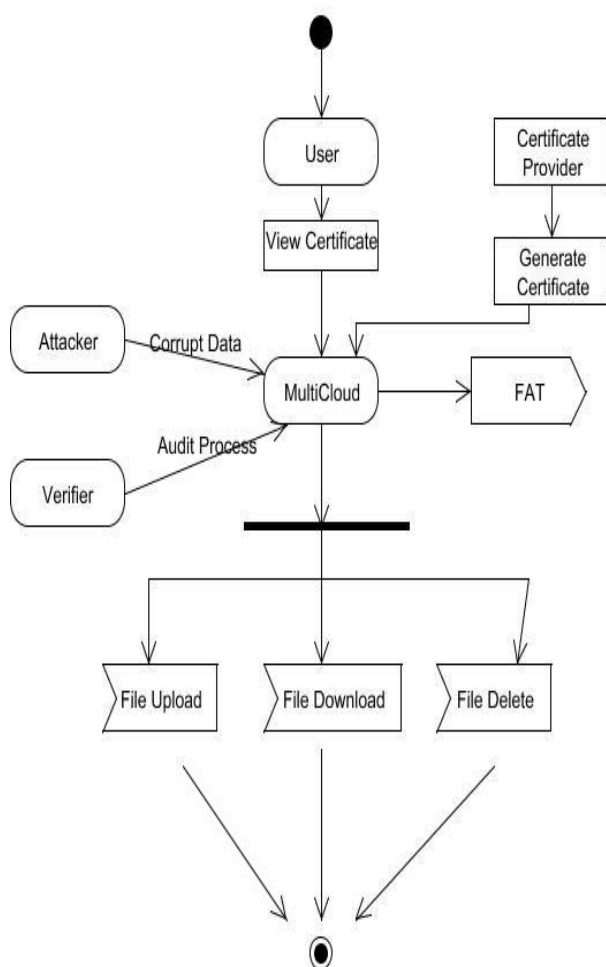 User
Certificate
Provider
View Certificate
Generate
Certificate
Attacker
Corrupt Data
MultiCloud
FAT
Audit Process
Verifier
File Upload
File Download
File Delete